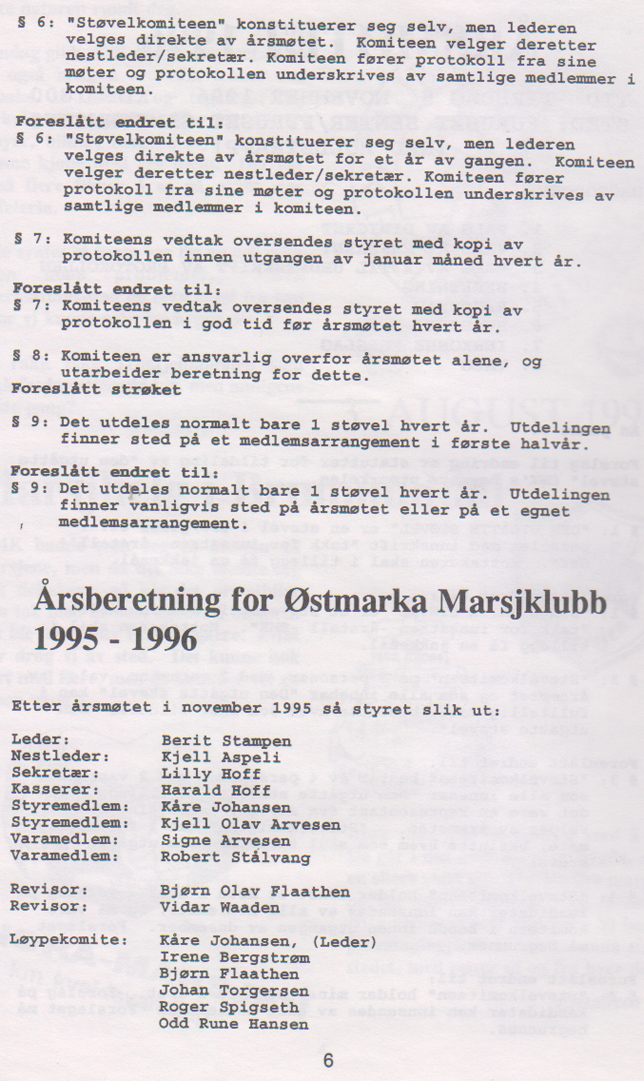 § 6: "Støvelkomiteen" konstituerer seg selv, men lederen
velges direkte av årsmøtet. Komiteen velger deretter
nestleder/sekretær. Komiteen fører protokoll fra sine
møter og protokollen underskrives av samtlige medlemmer i
komiteen.
Foreslått endret til:
§ 6: "Støvelkomiteen" konstituerer seg selv, men lederen
velges direkte av årsmøtet for et år av gangen. Komiteen
velger deretter nestleder/sekretær. Komiteen fører
protokoll fra sine møter og protokollen underskrives av
samtlige medlemmer i komiteen.
§ 7: Komiteens vedtak oversendes styret med kopi av
protokollen innen utgangen av januar måned hvert år.
Foreslått endret til:
§ 7: Komiteens vedtak oversendes styret med kopi av
protokollen i god tid før årsmøtet hvert år.
§ 8: Komiteen er ansvarlig overfor årsmøtet alene, og
utarbeider beretning for dette.
Foreslått strøket
§ 9: Det utdeles normalt bare 1 støvel hvert år. Utdelingen
finner sted på et medlemsarrangement i første halvår.
Foreslått endret til:
§ 9: Det utdeles normalt bare 1 støvel hvert år. Utdelingen
finner vanligvis sted på årsmøtet eller på et egnet
medlemsarrangement.
Årsberetning for Østmarka Marsjklubb
1995 - 1996
Etter årsmøtet i november 1995 så styret slik ut:
Leder: Berit Stampen
Nestleder: Kjell Aspeli
Sekretær: Lilly Hoff
Kasserer: Harald Hoff
Styremedlem: Kåre Johansen
Styremedlem: Kjell Olav Arvesen
Varamedlem: Signe Arvesen
Varamedlem: Robert Stålvang
Revisor: Bjørn Olav Flaathen
Revisor: Vidar Waaden
Løypekomite: Kåre Johansen, (Leder)
Irene Bergstrøm
Bjørn Flaathen
Johan Torgersen
Roger Spigseth
Odd Rune Hansen
6